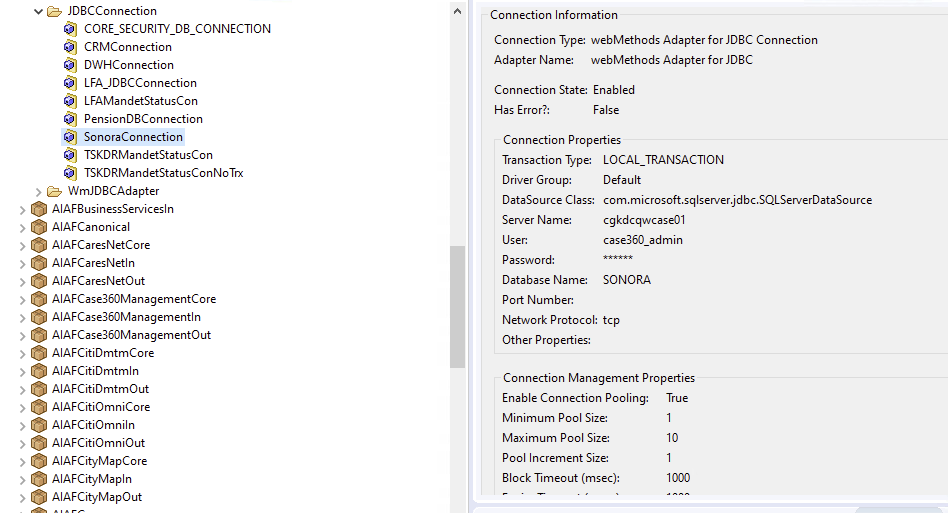 JDBCConnection
CORE_SECURITY_DB_CONNECTION
CRMConnection
DWHConnection
LFA_JDBCConnection
LFAMandetStatusCon
PensionDBConnection
SonoraConnection
TSKDRMandetStatusCon
TSKDRMandetStatusConNoTrx
WmJDBCAdapter
AIAFBusinessServicesIn
AIAFCanonical
AIAFCaresNetCore
AIAFCaresNetIn
AIAFCaresNetOut
AIAFCase360ManagementCore
AIAFCase360ManagementIn
AIAFCase360ManagementOut
AIAFCitiDmtmCore
AIAFCitiDmtmIn
AIAFCitiDmtmOut
AIAFCitiOmniCore
AIAFCitiOmniIn
AIAFCitiOmniOut
AIAFCityMapCore
AIAFCityMapIn
AIAFCityMapOut
Connection Information
Connection Type: webMethods Adapter for JDBC Connection
Adapter Name: webMethods Adapter for JDBC
Connection State: Enabled
Has Error?: False
Connection Properties
Transaction Type: LOCAL_TRANSACTION
Driver Group: Default
DataSource Class: com.microsoft.sqlserver.jdbc.SQLServerDataSource
Server Name: cgkdcqwcase01
User: case360_admin
Password: ******
Database Name: SONORA
Port Number:
Network Protocol: tcp
Other Properties:
Connection Management Properties
Enable Connection Pooling: True
Minimum Pool Size: 1
Maximum Pool Size: 10
Pool Increment Size: 1
Block Timeout (msec): 1000